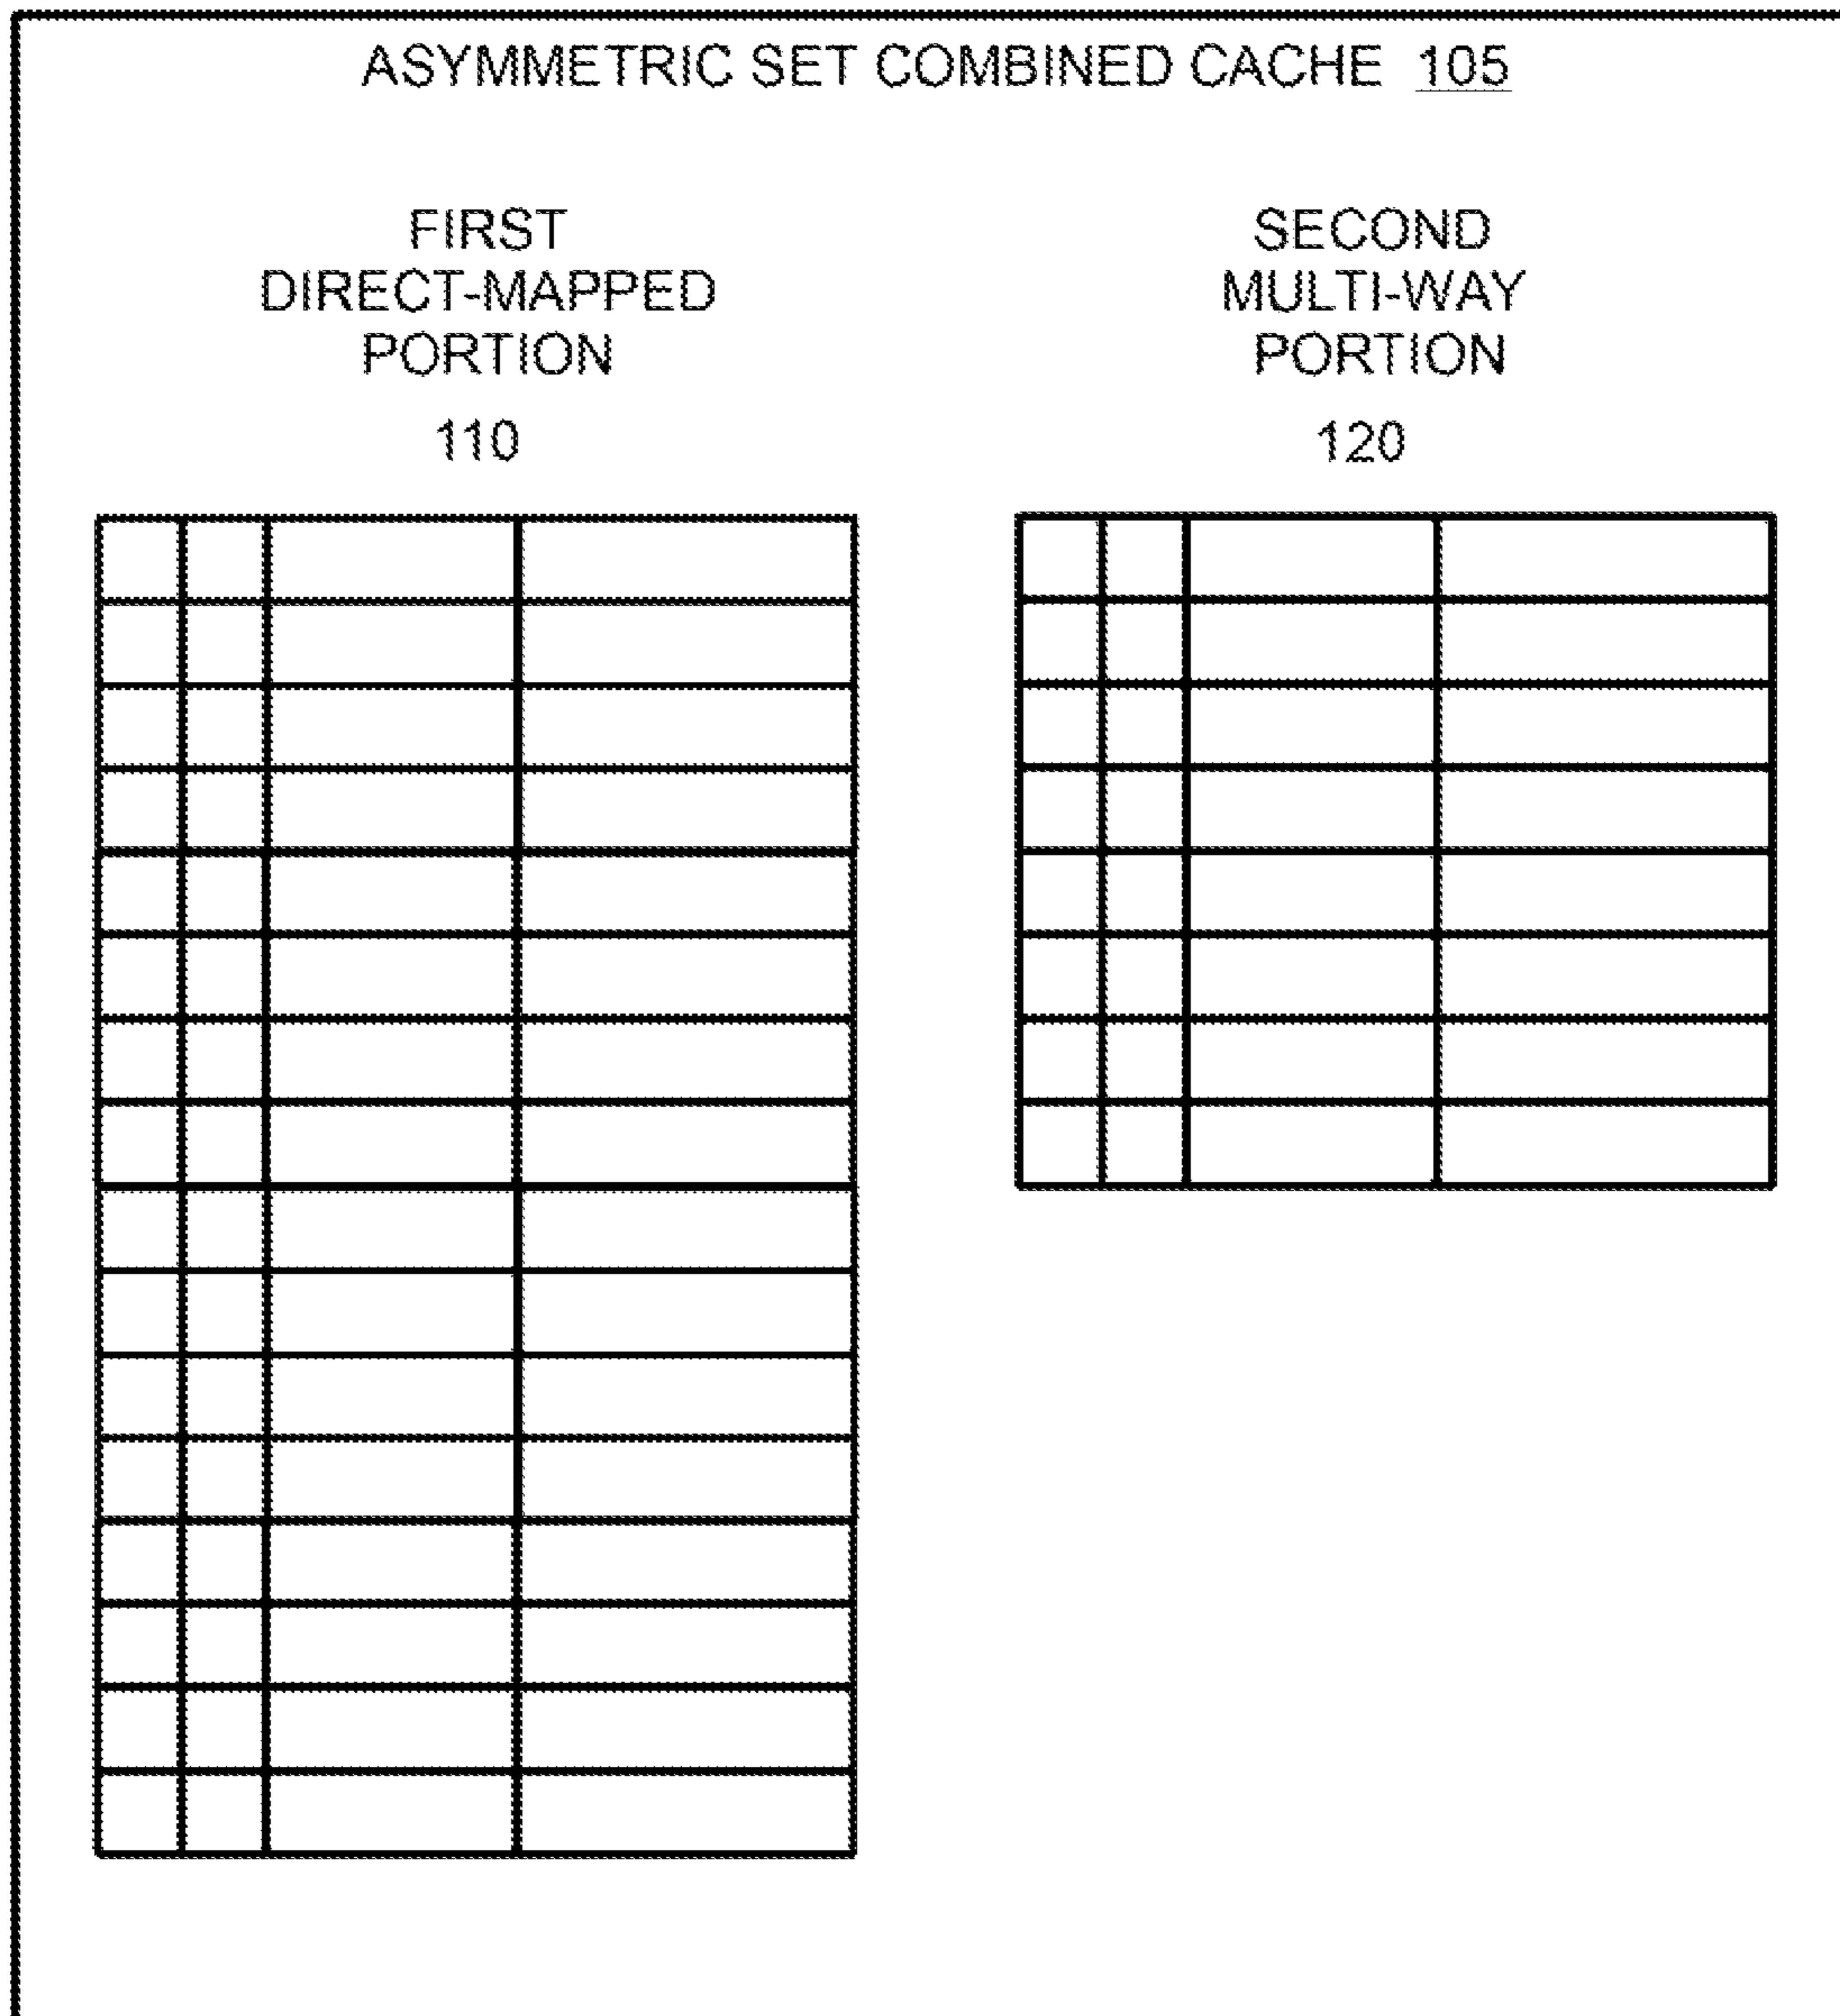 ASYMMETRIC SET COMBINED CACHE 105
FIRST
DIRECT-MAPPED
PORTION
110
SECOND
MULTI-WAY
PORTION
120